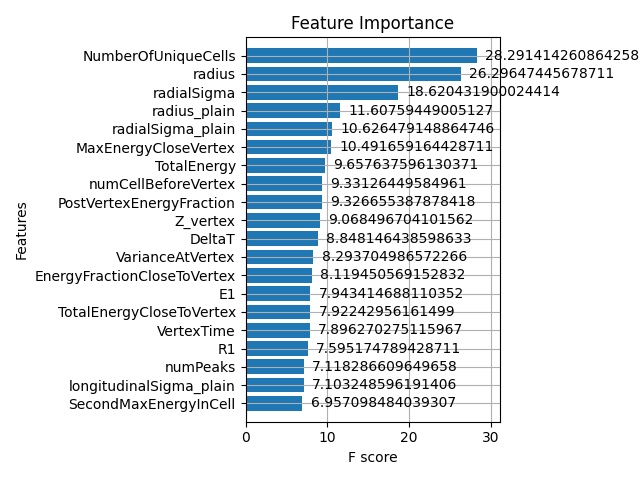 Feature Importance
NumberOfUniqueCells 28.291414260864258
radius 26.29647445678711
radialSigma 18.620431900024414
radius_plain 11.60759449005127
radialSigma_plain 10.626479148864746
MaxEnergyCloseVertex 10.491659164428711
TotalEnergy 9.657637596130371
numCellBeforeVertex 9.33126449584961
PostVertexEnergyFraction 9.326655387878418
Z_vertex 9.068496704101562
DeltaT 8.848146438598633
VarianceAtVertex 8.293704986572266
EnergyFractionCloseToVertex 8.119450569152832
E1 7.943414688110352
TotalEnergyCloseToVertex 7.92242956161499
VertexTime 7.896270275115967
R1 7.595174789428711
numPeaks 7.118286609649658
longitudinalSigma_plain 7.103248596191406
SecondMaxEnergyInCell 6.957098484039307
0 10 20 30
F score
Features